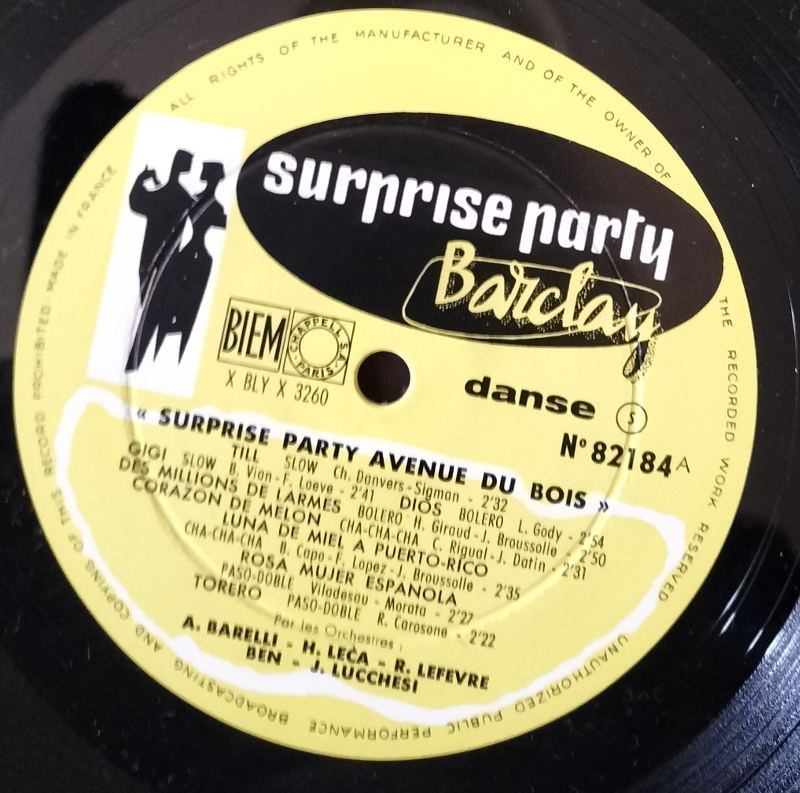 ALL RIGHTS OF THE MANUFACTURER AND OF THE OWNER OF THE RECORDED WORK RESERVED
UNAUTHORIZED PUBLIC PERFORMANCE BROADCASTING AND COPYING OF THIS RECORD PROHIBITED · MADE IN FRANCE
surprise party
Barclay
BIEM
CHAPPELL S.A.
PARIS
X BLY X 3260
danse S
N° 82184 A
« SURPRISE PARTY AVENUE DU BOIS »
TILL SLOW Ch. Danvers-Sigman - 2'32
GIGI SLOW B. Vian-F. Loeve - 2'41 DIOS BOLERO L. Gody - 2'54
DES MILLIONS DE LARMES BOLERO H. Giraud-J. Broussolle - 2'50
CORAZON DE MELON CHA-CHA-CHA C. Rigual-J. Datin - 2'31
LUNA DE MIEL A PUERTO-RICO
CHA-CHA-CHA B. Capo-F. Lopez-J. Broussolle - 2'35
ROSA MUJER ESPANOLA
PASO-DOBLE Viladesau - Morata - 2'27
TORERO PASO-DOBLE R. Carosone - 2'22
Par les Orchestres :
A. BARELLI - H. LECA - R. LEFEVRE
BEN - J. LUCCHESI